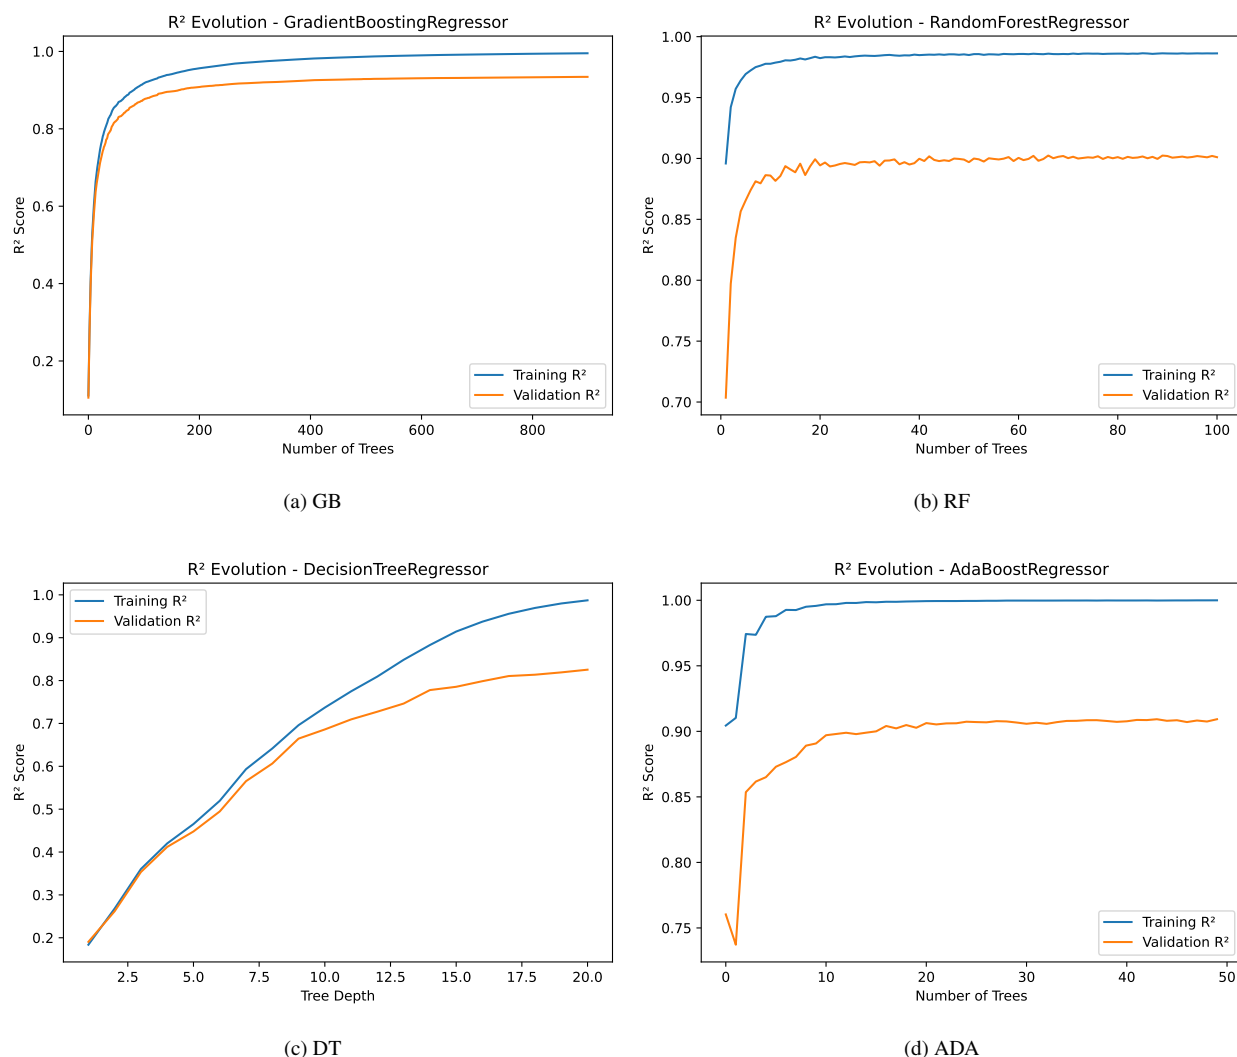 R² Evolution - GradientBoostingRegressor
1.0
0.8
0.6
0.4
0.2
R² Score
0 200 400 600 800
Number of Trees
Training R²
Validation R²
(a) GB
R² Evolution - RandomForestRegressor
1.00
0.95
0.90
0.85
0.80
0.75
0.70
R² Score
0 20 40 60 80 100
Number of Trees
Training R²
Validation R²
(b) RF
R² Evolution - DecisionTreeRegressor
Training R²
Validation R²
1.0
0.9
0.8
0.7
0.6
0.5
0.4
0.3
0.2
R² Score
2.5 5.0 7.5 10.0 12.5 15.0 17.5 20.0
Tree Depth
(c) DT
R² Evolution - AdaBoostRegressor
1.00
0.95
0.90
0.85
0.80
0.75
R² Score
0 10 20 30 40 50
Number of Trees
Training R²
Validation R²
(d) ADA